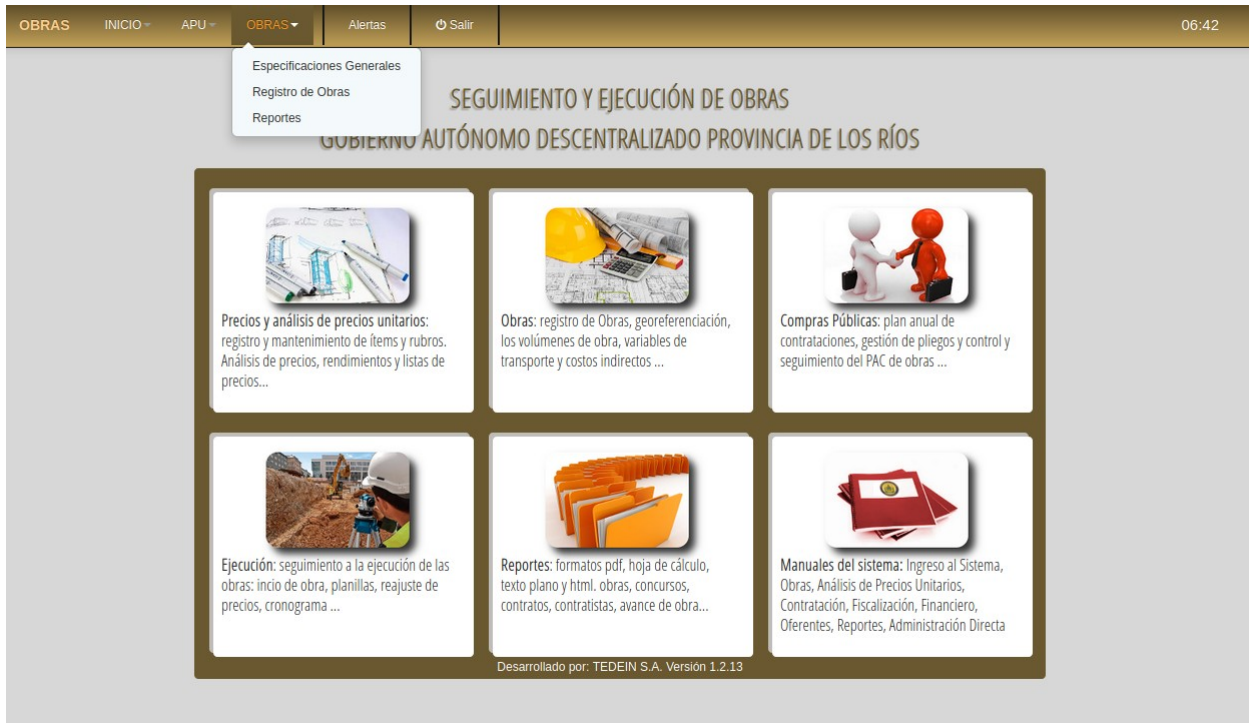 OBRAS INICIO APU OBRAS Alertas Salir 06:42
Especificaciones Generales
Registro de Obras
Reportes
SEGUIMIENTO Y EJECUCIÓN DE OBRAS
GOBIERNO AUTÓNOMO DESCENTRALIZADO PROVINCIA DE LOS RÍOS
Precios y análisis de precios unitarios:
registro y mantenimiento de ítems y rubros.
Análisis de precios, rendimientos y listas de
precios...
Obras: registro de Obras, georeferenciación,
los volúmenes de obra, variables de
transporte y costos indirectos ...
Compras Públicas: plan anual de
contrataciones, gestión de pliegos y control y
seguimiento del PAC de obras ...
Ejecución: seguimiento a la ejecución de las
obras: incio de obra, planillas, reajuste de
precios, cronograma ...
Reportes: formatos pdf, hoja de cálculo,
texto plano y html. obras, concursos,
contratos, contratistas, avance de obra...
Manuales del sistema: Ingreso al Sistema,
Obras, Análisis de Precios Unitarios,
Contratación, Fiscalización, Financiero,
Oferentes, Reportes, Administración Directa
Desarrollado por: TEDEIN S.A. Versión 1.2.13